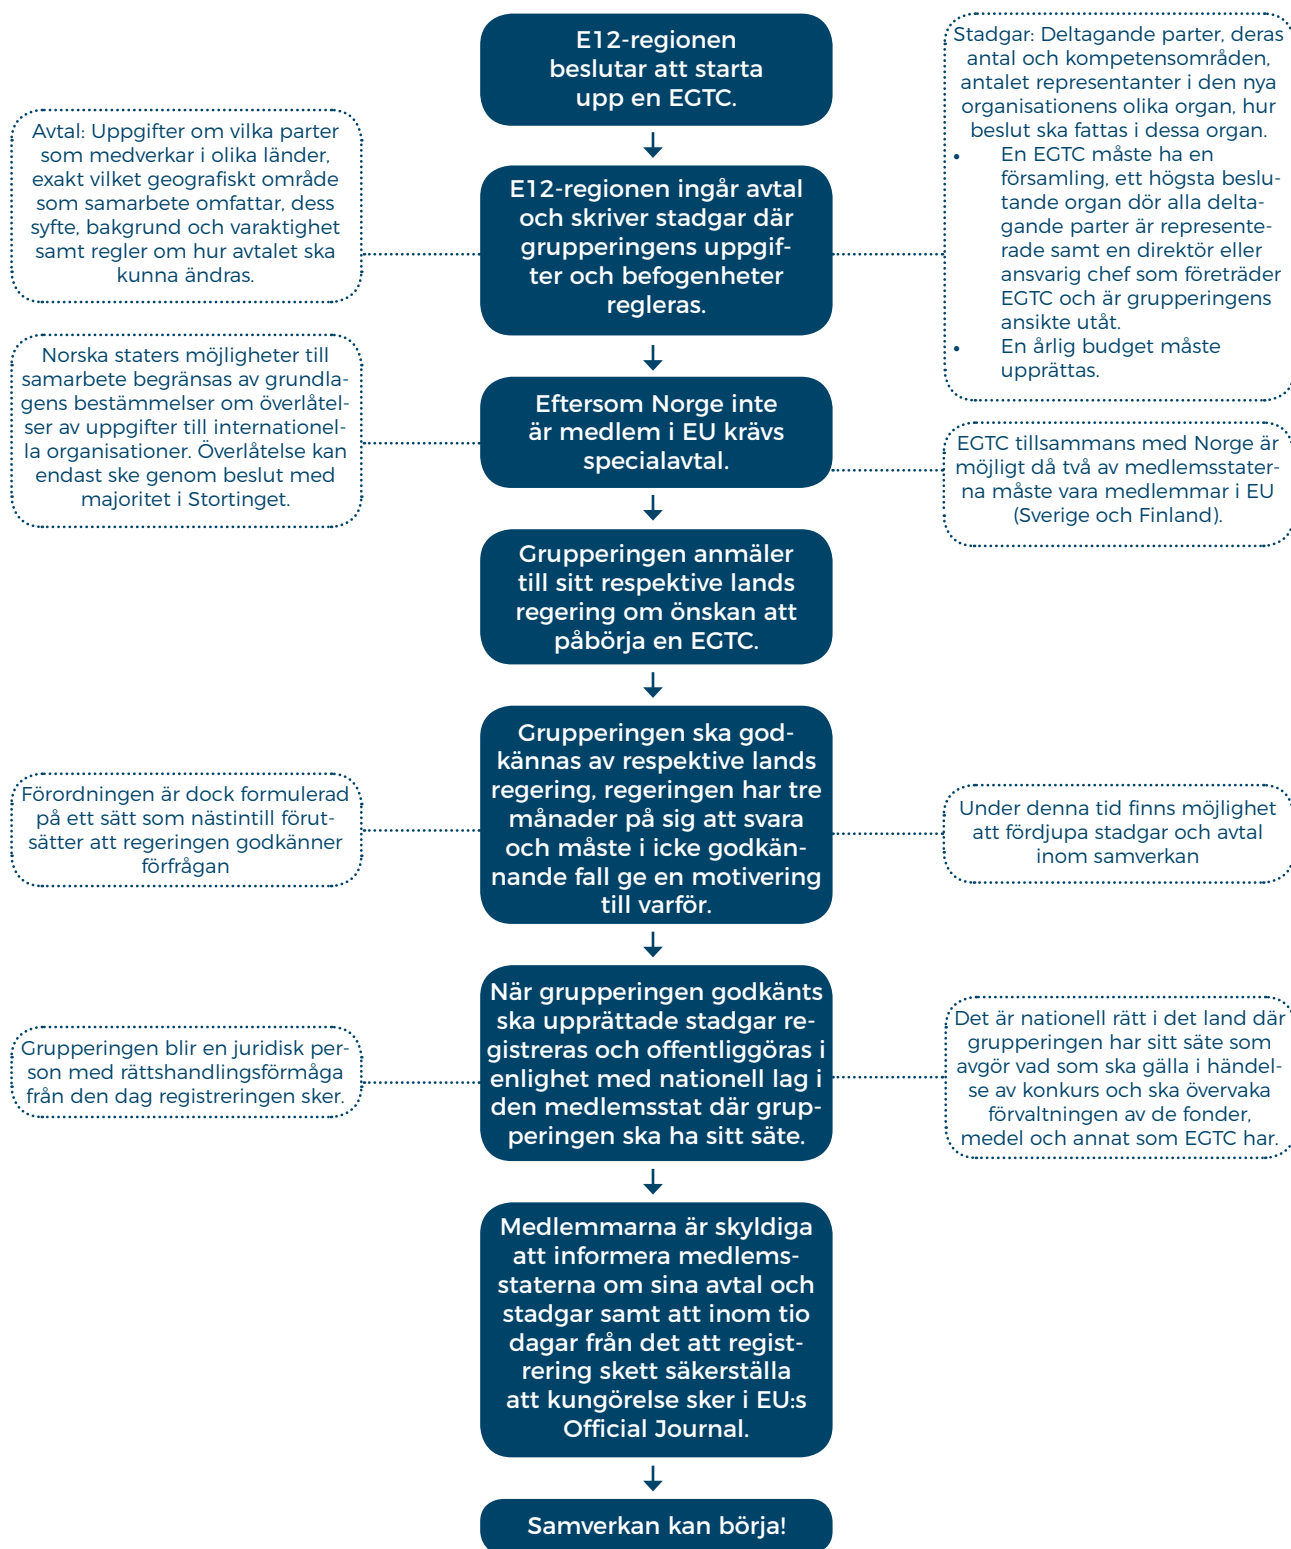 E12-regionen
beslutar att starta
upp en EGTC.
Avtal: Uppgifter om vilka parter
som medverkar i olika länder,
exakt vilket geografiskt område
som samarbete omfattar, dess
syfte, bakgrund och varaktighet
samt regler om hur avtalet ska
kunna ändras.
E12-regionen ingår avtal
och skriver stadgar där
grupperingens uppgif-
ter och befogenheter
regleras.
Stadgar: Deltagande parter, deras
antal och kompetensområden,
antalet representanter i den nya
organisationens olika organ, hur
beslut ska fattas i dessa organ.
• En EGTC måste ha en
församling, ett högsta beslu-
tande organ dör alla delta-
gande parter är represente-
rade samt en direktör eller
ansvarig chef som företräder
EGTC och är grupperingens
ansikte utåt.
• En årlig budget måste
upprättas.
Norska staters möjligheter till
samarbete begränsas av grundla-
gens bestämmelser om överlåtel-
ser av uppgifter till internationel-
la organisationer. Överlåtelse kan
endast ske genom beslut med
majoritet i Stortinget.
Eftersom Norge inte
är medlem i EU krävs
specialavtal.
EGTC tillsammans med Norge är
möjligt då två av medlemsstater-
na måste vara medlemmar i EU
(Sverige och Finland).
Grupperingen anmäler
till sitt respektive lands
regering om önskan att
påbörja en EGTC.
Förordningen är dock formulerad
på ett sätt som nästintill förut-
sätter att regeringen godkänner
förfrågan
Grupperingen ska god-
kännas av respektive lands
regering, regeringen har tre
månader på sig att svara
och måste i icke godkän-
nande fall ge en motivering
till varför.
Under denna tid finns möjlighet
att fördjupa stadgar och avtal
inom samverkan
Grupperingen blir en juridisk per-
son med rättshandlingsförmåga
från den dag registreringen sker.
När grupperingen godkänts
ska upprättade stadgar re-
gistreras och offentliggöras i
enlighet med nationell lag i
den medlemsstat där grup-
peringen ska ha sitt säte.
Det är nationell rätt i det land där
grupperingen har sitt säte som
avgör vad som ska gälla i händel-
se av konkurs och ska övervaka
förvaltningen av de fonder,
medel och annat som EGTC har.
Medlemmarna är skyldiga
att informera medlems-
staterna om sina avtal och
stadgar samt att inom tio
dagar från det att regist-
rering skett säkerställa
att kungörelse sker i EU:s
Official Journal.
Samverkan kan börja!